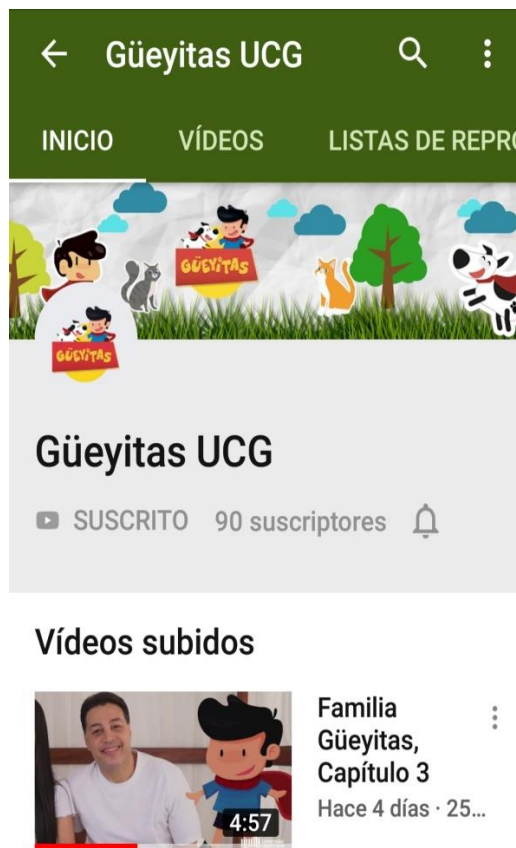 Güeyitas UCG
INICIO VÍDEOS LISTAS DE REPRO
GÜEYITAS
GÜEYITAS
Güeyitas UCG
SUSCRITO 90 suscriptores
Vídeos subidos
Familia
Güeyitas,
Capítulo 3
Hace 4 días · 25...
4:57